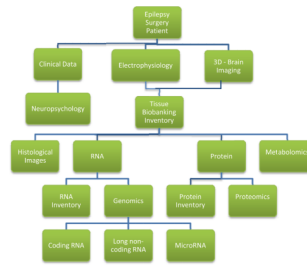 Epilepsy
Surgery
Patient
Clinical Data
Electrophysiology
3D - Brain
Imaging
Neuropsychology
Tissue
Biobanking
Inventory
Histological
Images
RNA
Protein
Metabolomic
RNA
Inventory
Genomics
Protein
Inventory
Proteomics
Coding RNA
Long non-
coding RNA
MicroRNA